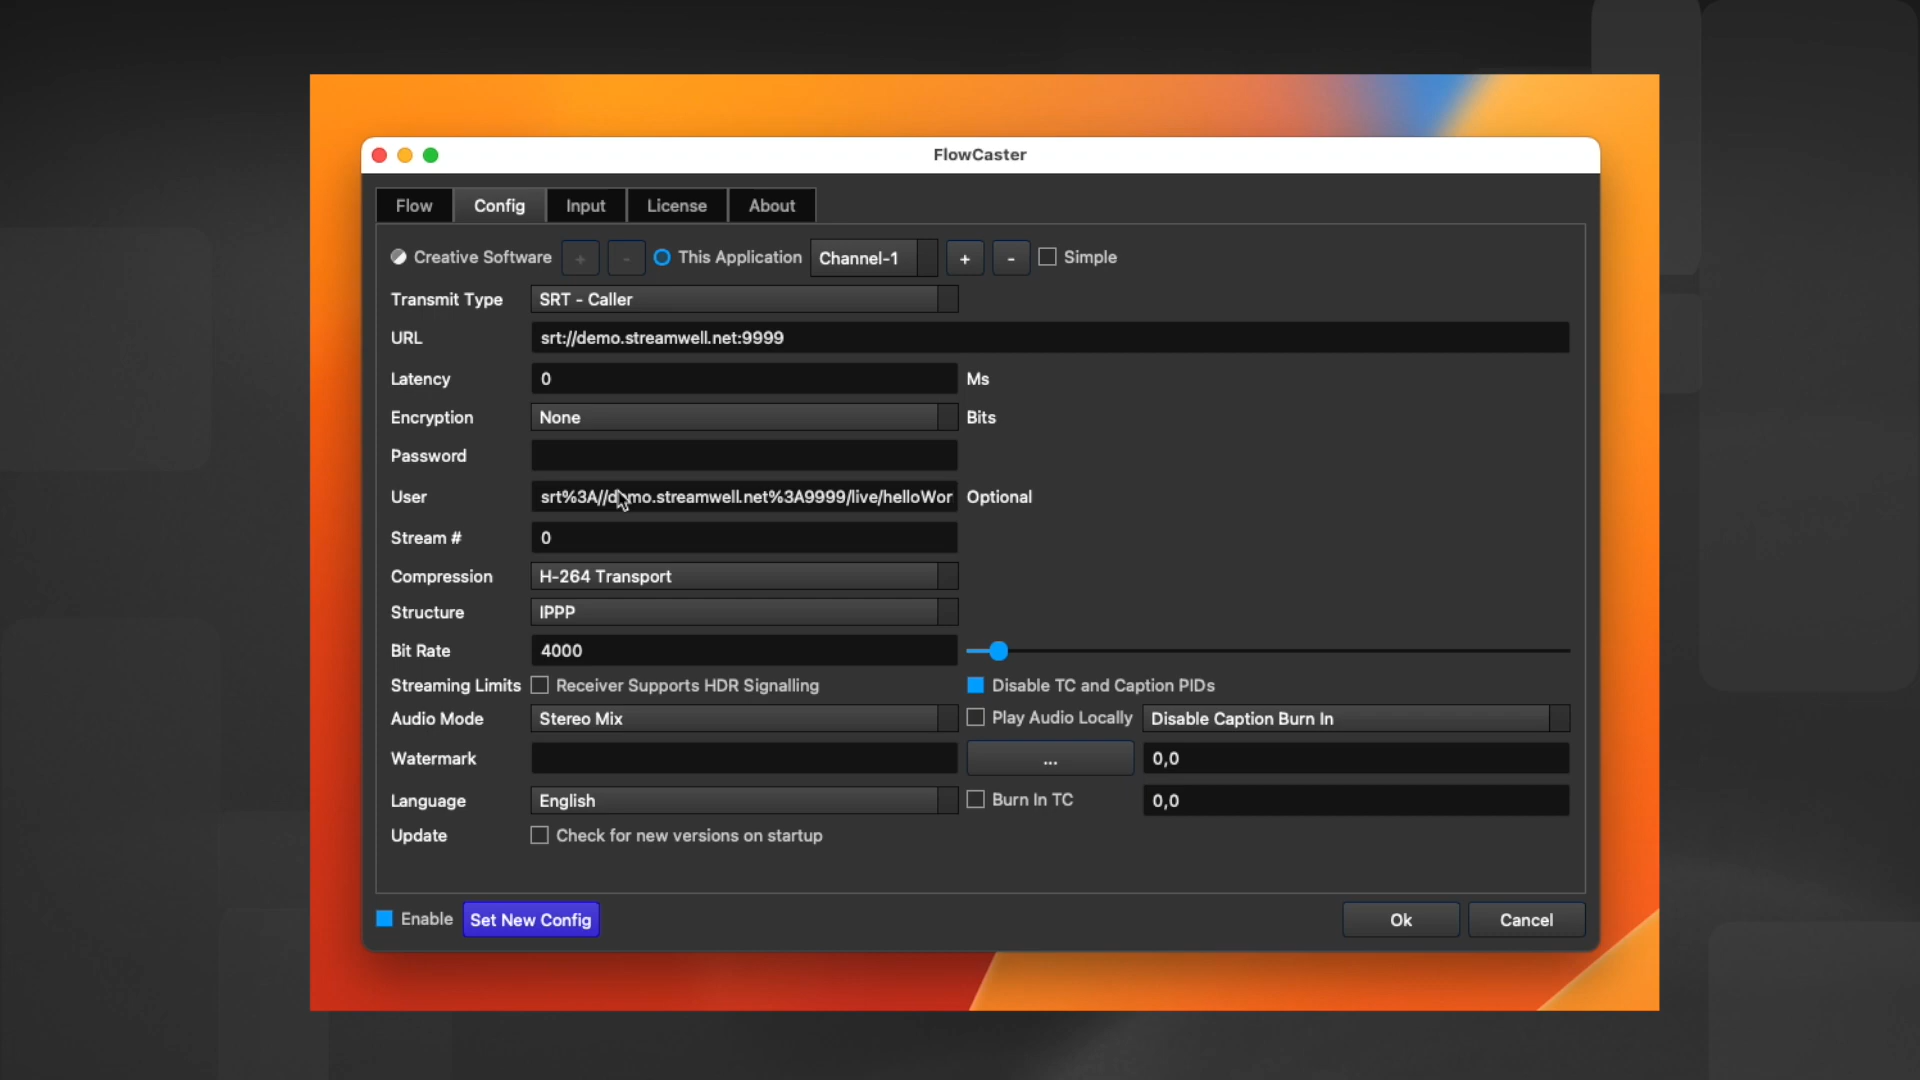 FlowCaster
Flow Config Input License About
Creative Software + - This Application Channel-1 + - Simple
Transmit Type SRT - Caller
URL srt://demo.streamwell.net:9999
Latency 0 Ms
Encryption None Bits
Password
User srt%3A//demo.streamwell.net%3A9999/live/helloWor Optional
Stream # 0
Compression H-264 Transport
Structure IPPP
Bit Rate 4000
Streaming Limits Receiver Supports HDR Signalling Disable TC and Caption PIDs
Audio Mode Stereo Mix Play Audio Locally Disable Caption Burn In
Watermark ... 0,0
Language English Burn In TC 0,0
Update Check for new versions on startup
Enable Set New Config Ok Cancel